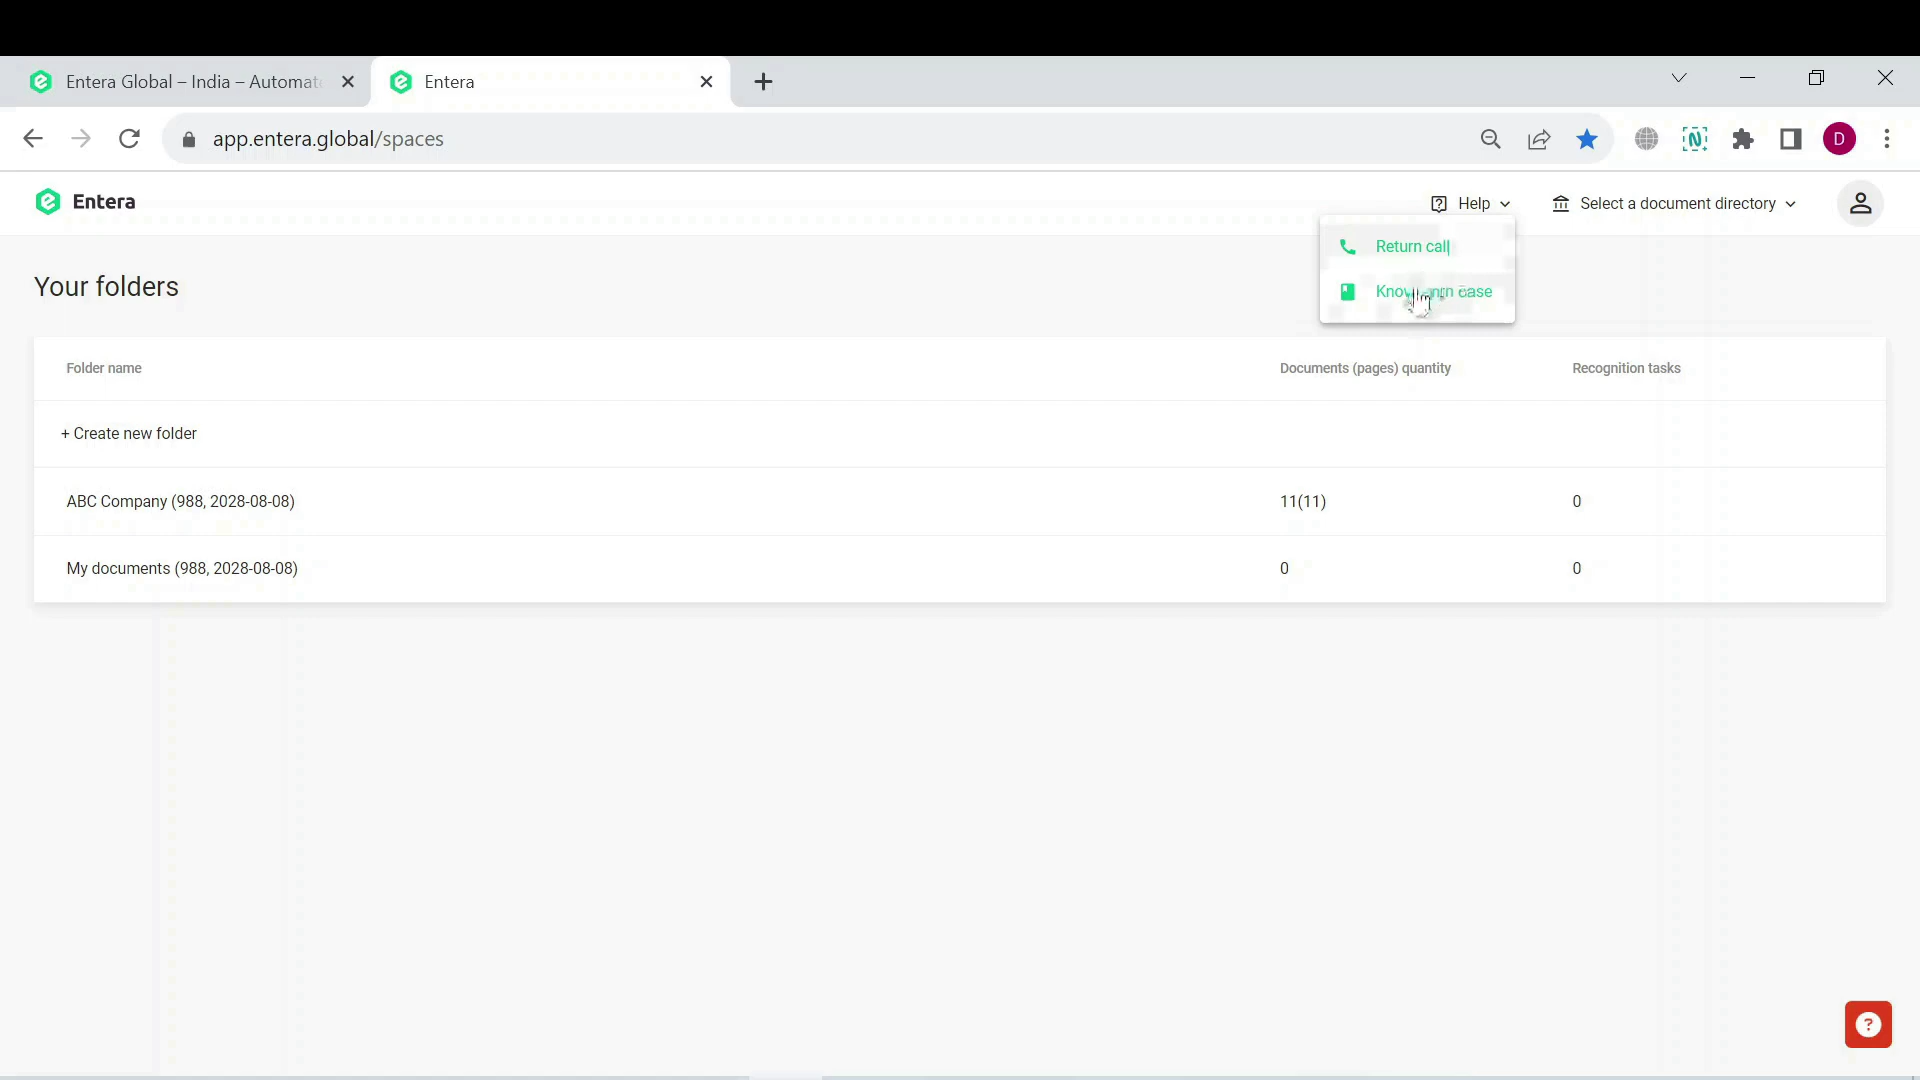 Entera Global – India – Automat
Entera
app.entera.global/spaces
D
Entera
Help
Select a document directory
Return call
Your folders
Folder name
Documents (pages) quantity
Recognition tasks
+ Create new folder
ABC Company (988, 2028-08-08)
11(11)
0
My documents (988, 2028-08-08)
0
0
?